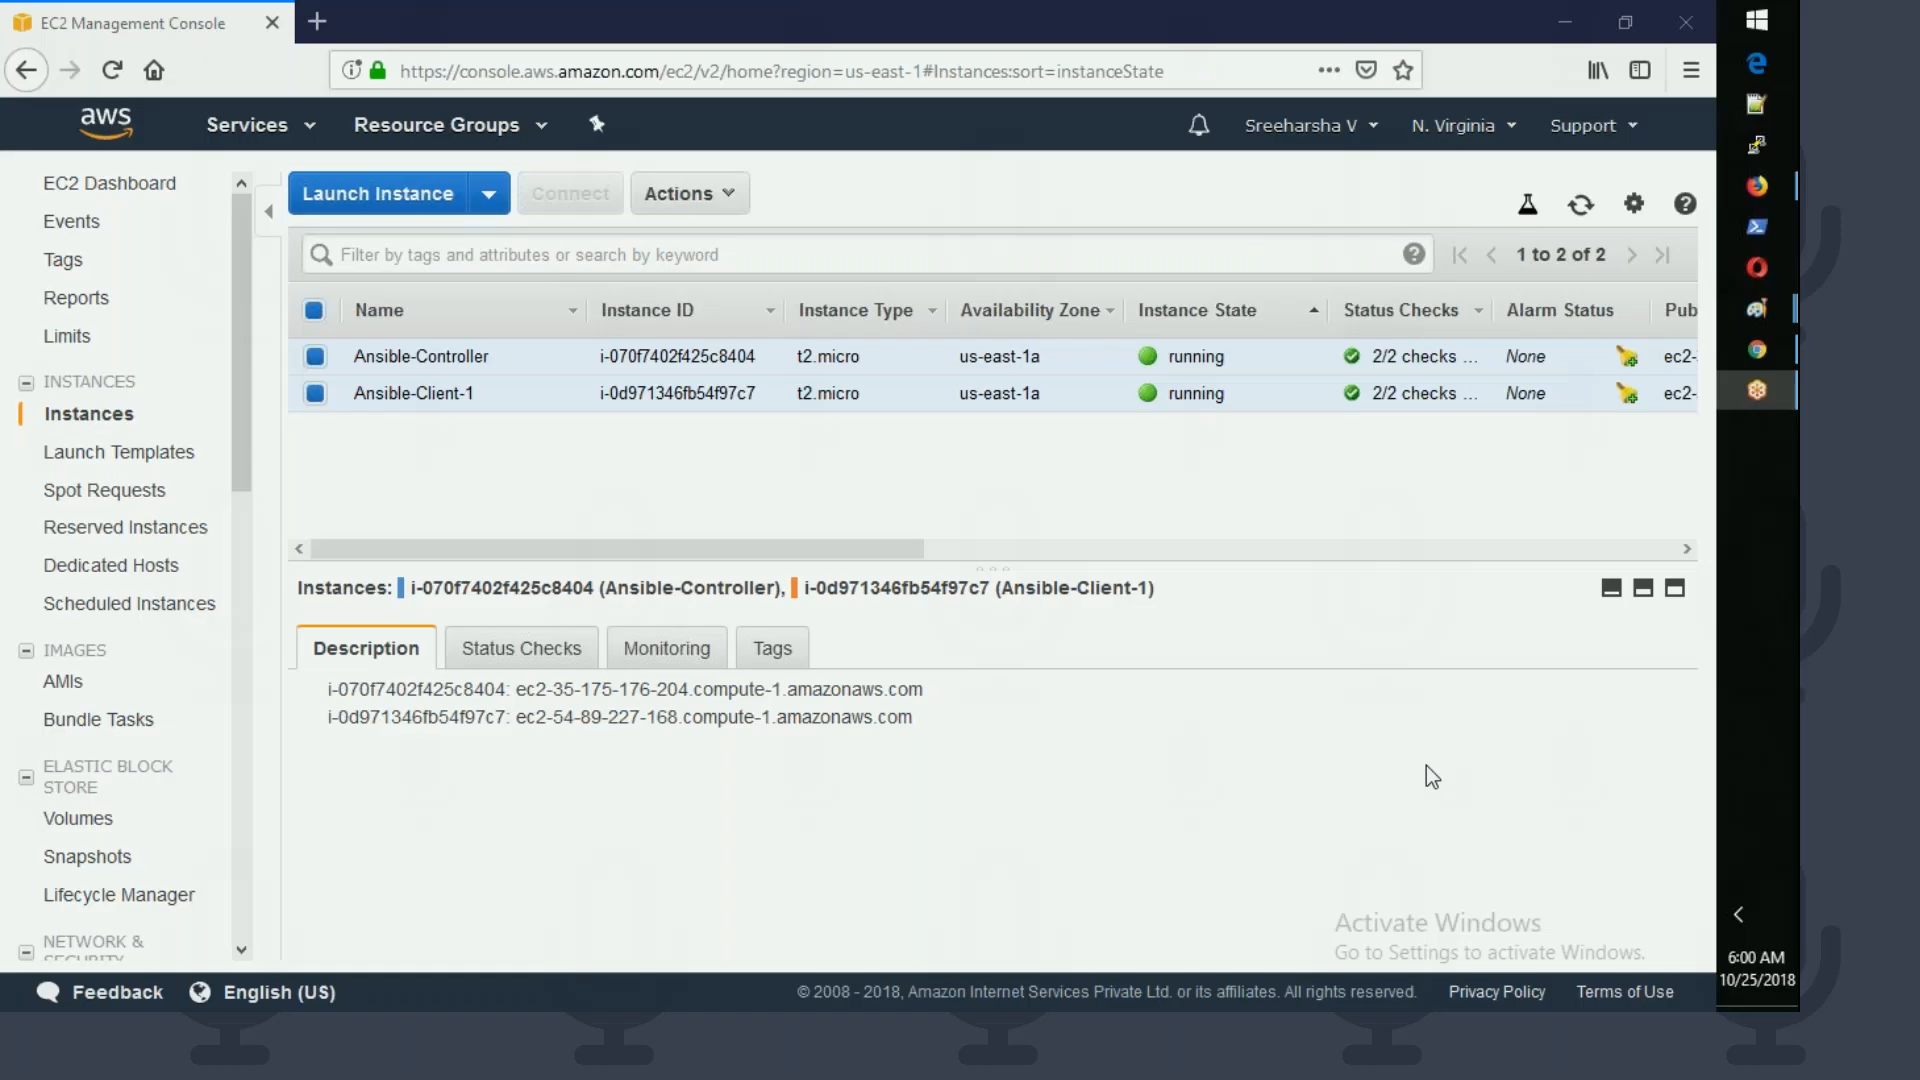 EC2 Management Console
https://console.aws.amazon.com/ec2/v2/home?region=us-east-1#Instances:sort=instanceState
aws
Services
Resource Groups
Sreeharsha V
N. Virginia
Support
EC2 Dashboard
Events
Tags
Reports
Limits
INSTANCES
Instances
Launch Templates
Spot Requests
Reserved Instances
Dedicated Hosts
Scheduled Instances
IMAGES
AMIs
Bundle Tasks
ELASTIC BLOCK
STORE
Volumes
Snapshots
Lifecycle Manager
NETWORK &
SECURITY
Launch Instance
Connect
Actions
Filter by tags and attributes or search by keyword
1 to 2 of 2
Name Instance ID Instance Type Availability Zone Instance State Status Checks Alarm Status Pub
Ansible-Controller i-070f7402f425c8404 t2.micro us-east-1a running 2/2 checks ... None ec2-
Ansible-Client-1 i-0d971346fb54f97c7 t2.micro us-east-1a running 2/2 checks ... None ec2-
Instances: i-070f7402f425c8404 (Ansible-Controller), i-0d971346fb54f97c7 (Ansible-Client-1)
Description
Status Checks
Monitoring
Tags
i-070f7402f425c8404: ec2-35-175-176-204.compute-1.amazonaws.com
i-0d971346fb54f97c7: ec2-54-89-227-168.compute-1.amazonaws.com
Activate Windows
Go to Settings to activate Windows.
6:00 AM
10/25/2018
Feedback
English (US)
© 2008 - 2018, Amazon Internet Services Private Ltd. or its affiliates. All rights reserved.
Privacy Policy
Terms of Use